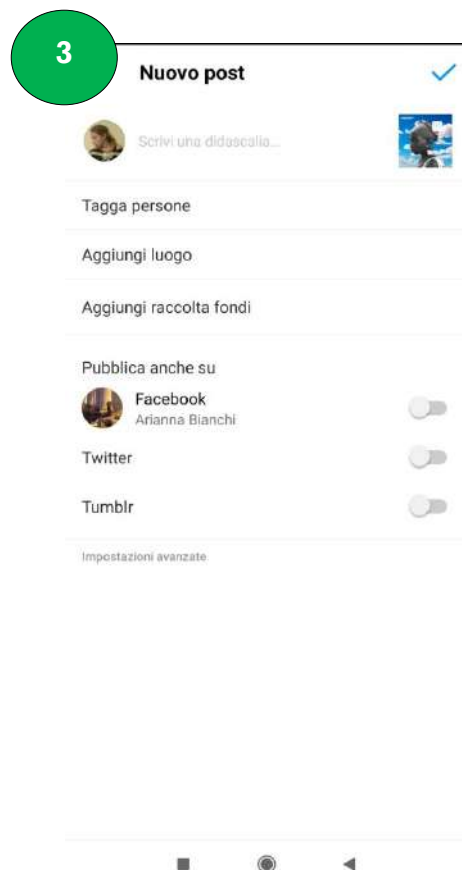 3
Nuovo post
Scrivi una didascalia...
Tagga persone
Aggiungi luogo
Aggiungi raccolta fondi
Pubblica anche su
Facebook
Arianna Bianchi
Twitter
Tumblr
Impostazioni avanzate